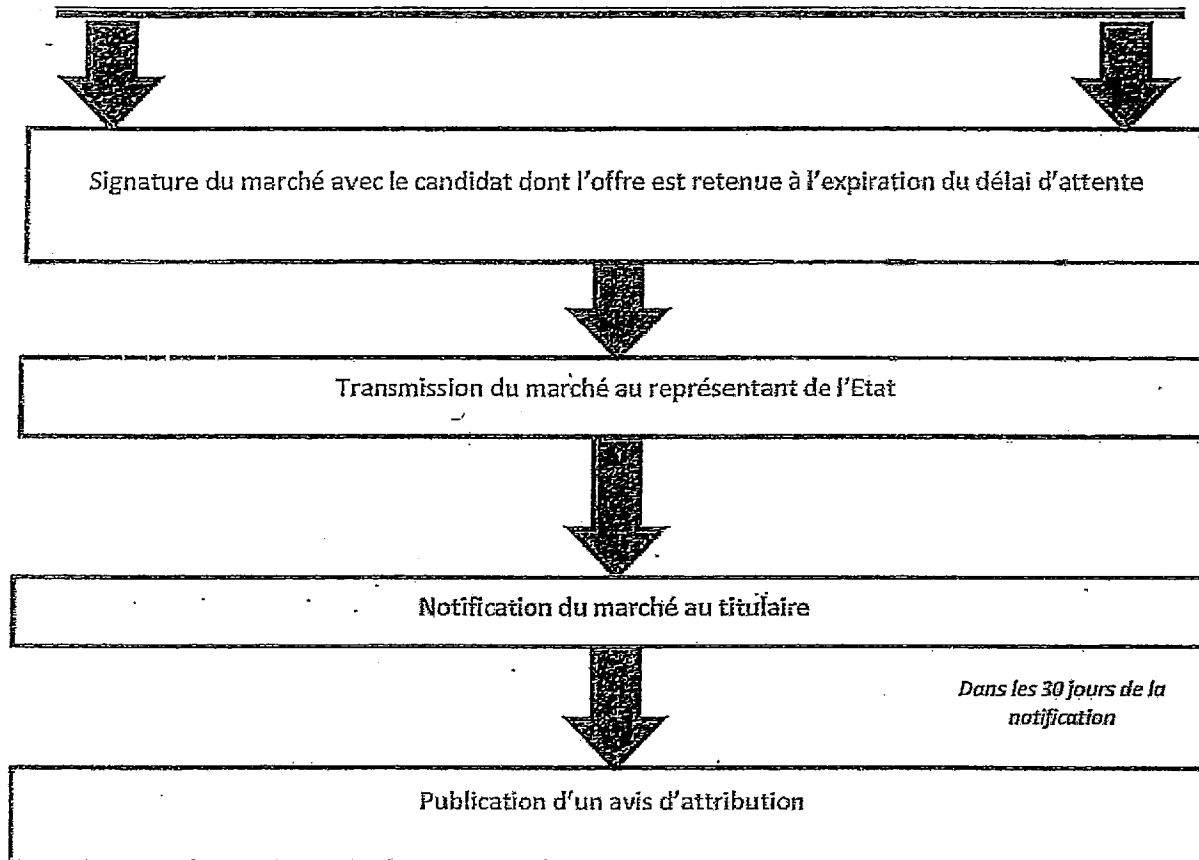 Signature du marché avec le candidat dont l'offre est retenue à l'expiration du délai d'attente
Transmission du marché au représentant de l'Etat
Notification du marché au titulaire
Dans les 30 jours de la
notification
Publication d'un avis d'attribution